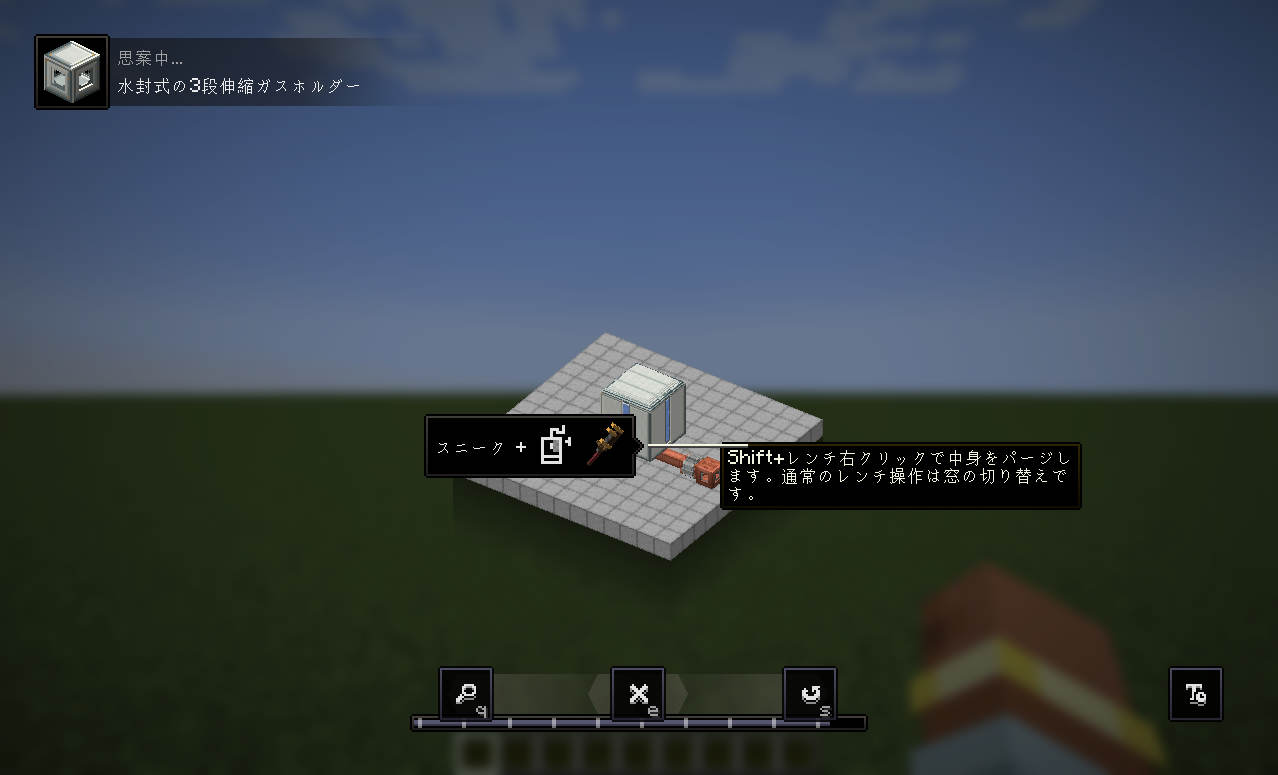 思案中...
水封式の3段伸縮ガスホルダー
スニーク +
Shift+レンチ右クリックで中身をパージし
ます。通常のレンチ操作は窓の切り替えで
す。
q
e
s
T